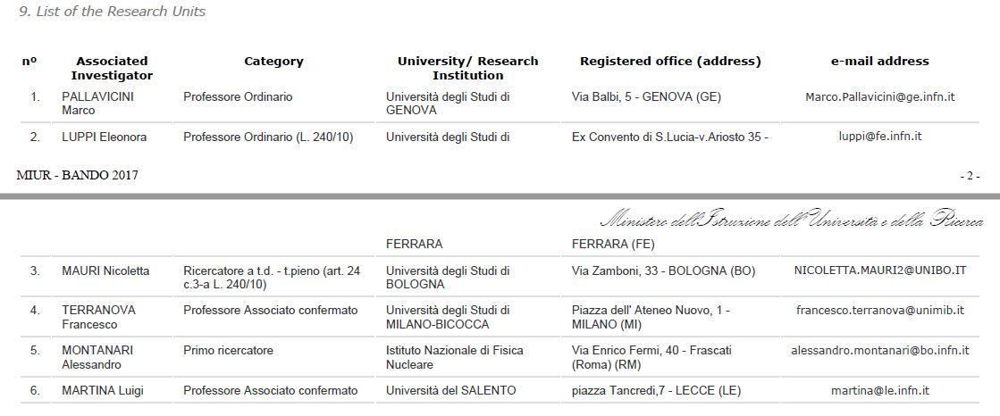 9. List of the Research Units
nº Associated Investigator Category University/ Research Institution Registered office (address) e-mail address
1. PALLAVICINI Marco Professore Ordinario Università degli Studi di GENOVA Via Balbi, 5 - GENOVA (GE) Marco.Pallavicini@ge.infn.it
2. LUPPI Eleonora Professore Ordinario (L. 240/10) Università degli Studi di Ex Convento di S.Lucia-v.Ariosto 35 - luppi@fe.infn.it
MIUR - BANDO 2017 - 2 -
Ministero dell'Istruzione dell'Università e della Ricerca
FERRARA FERRARA (FE)
3. MAURI Nicoletta Ricercatore a t.d. - t.pieno (art. 24 c.3-a L. 240/10) Università degli Studi di BOLOGNA Via Zamboni, 33 - BOLOGNA (BO) NICOLETTA.MAURI2@UNIBO.IT
4. TERRANOVA Francesco Professore Associato confermato Università degli Studi di MILANO-BICOCCA Piazza dell' Ateneo Nuovo, 1 - MILANO (MI) francesco.terranova@unimib.it
5. MONTANARI Alessandro Primo ricercatore Istituto Nazionale di Fisica Nucleare Via Enrico Fermi, 40 - Frascati (Roma) (RM) alessandro.montanari@bo.infn.it
6. MARTINA Luigi Professore Associato confermato Università del SALENTO piazza Tancredi,7 - LECCE (LE) martina@le.infn.it